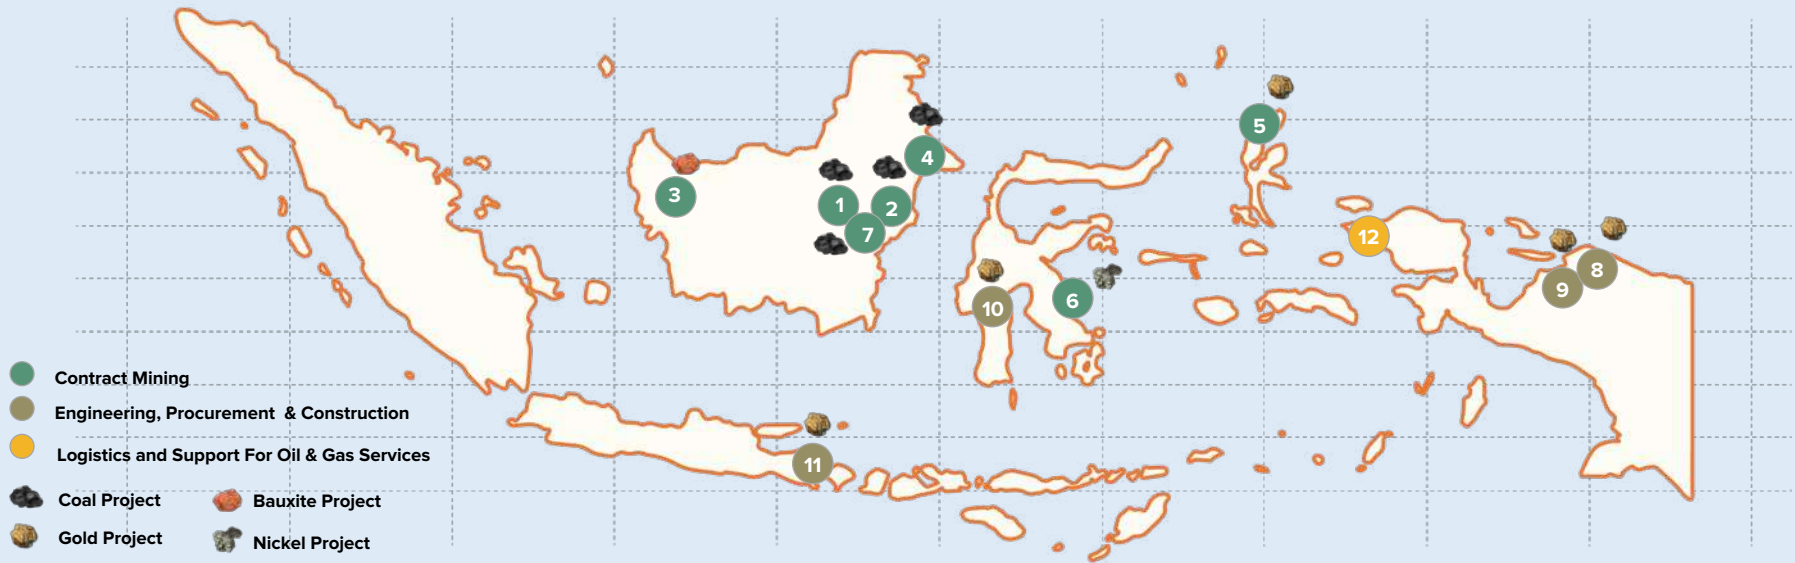 5
4
3
1
2
7
12
8
9
6
10
11
Contract Mining
Engineering, Procurement & Construction
Logistics and Support For Oil & Gas Services
Coal Project
Bauxite Project
Gold Project
Nickel Project